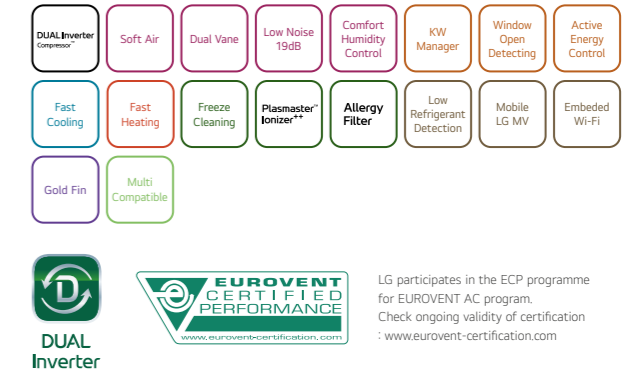 DUAL Inverter
Compressor™
Soft Air
Dual Vane
Low Noise
19dB
Comfort
Humidity
Control
KW
Manager
Window
Open
Detecting
Active
Energy
Control
Fast
Cooling
Fast
Heating
Freeze
Cleaning
Plasmaster™
Ionizer++
Allergy
Filter
Low
Refrigerant
Detection
Mobile
LG MV
Embeded
Wi-Fi
Gold Fin
Multi
Compatible
DUAL
Inverter
EUROVENT
CERTIFIED
PERFORMANCE
www.eurovent-certification.com
LG participates in the ECP programme
for EUROVENT AC program.
Check ongoing validity of certification
: www.eurovent-certification.com